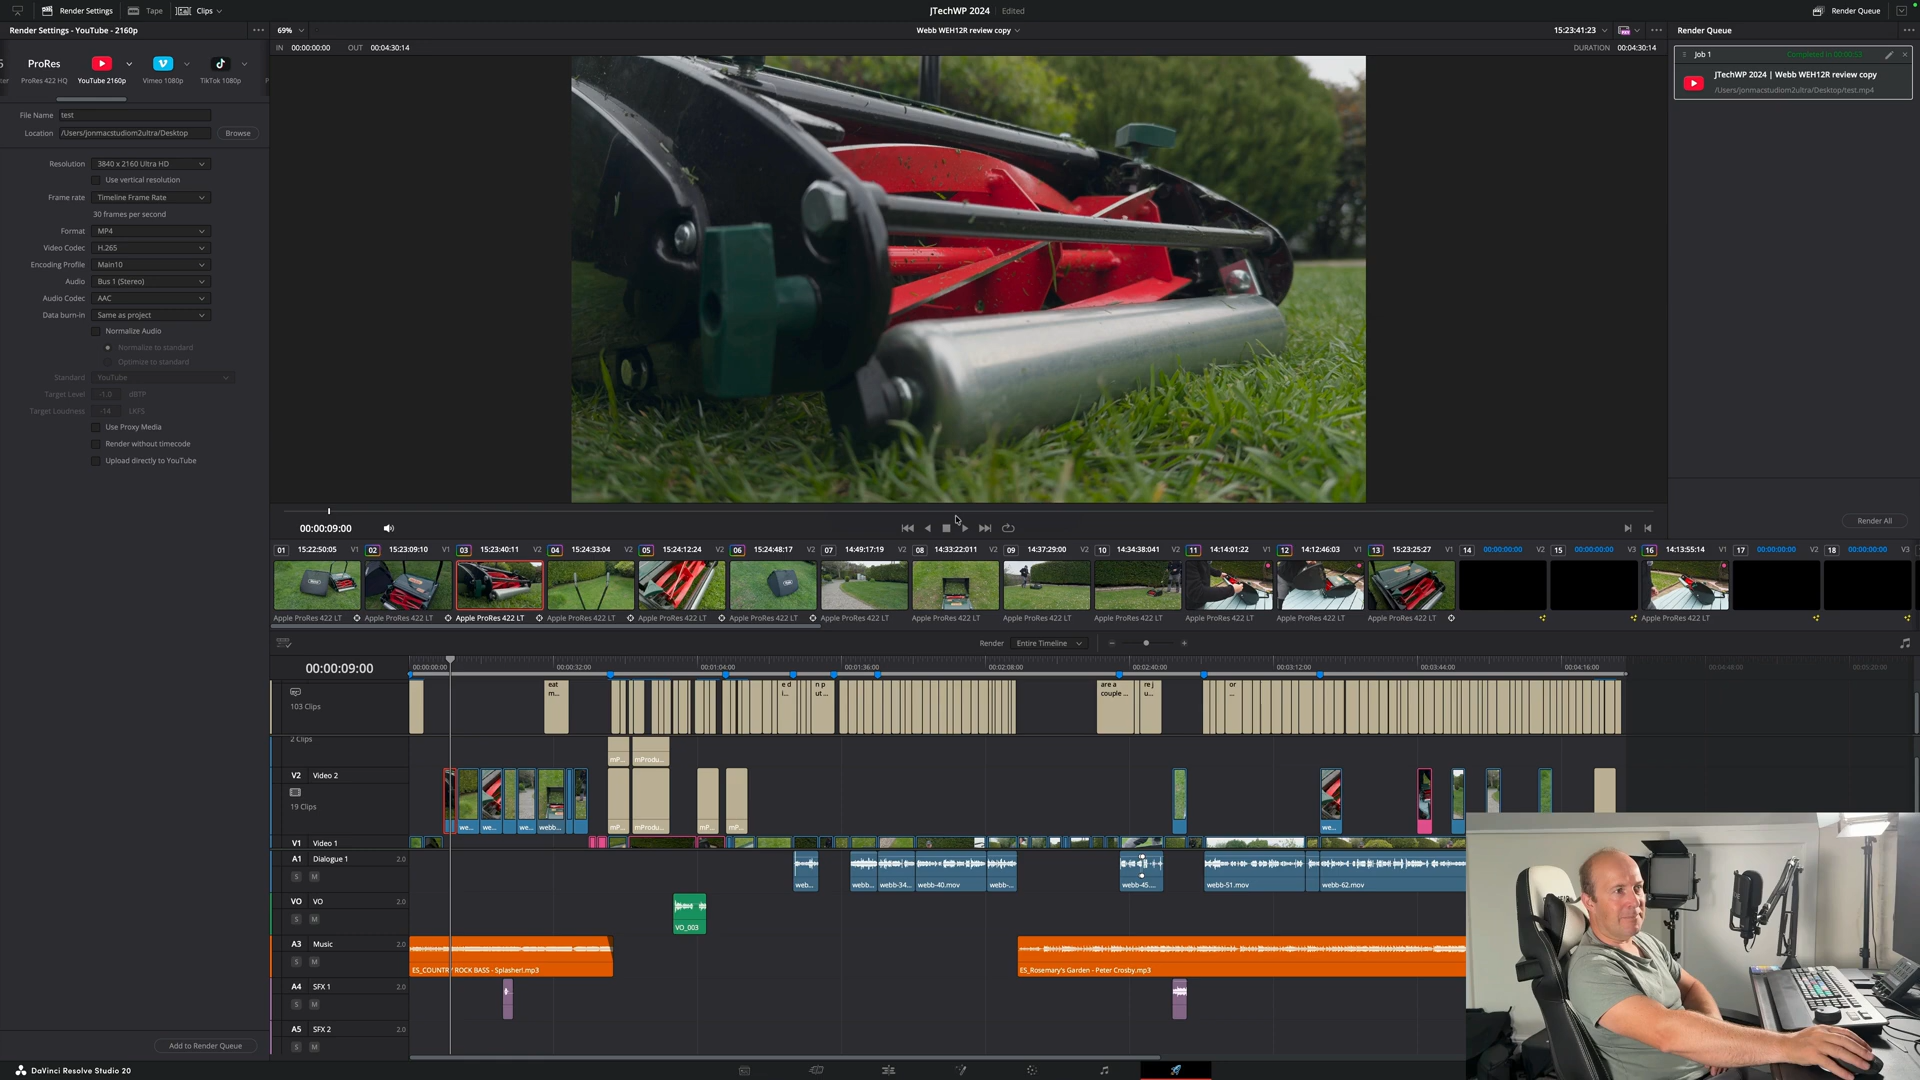 Render Settings
Tape
Clips
JTechWP 2024
Edited
Render Queue
Render Settings - YouTube - 2160p
69%
Webb WEH12R review copy
15:23:41:23
Render Queue
IN 00:00:00:00 OUT 00:04:30:14
DURATION 00:04:30:14
ProRes
ProRes 422 HQ
YouTube 2160p
Vimeo 1080p
TikTok 1080p
Job 1
Completed in 00:00:55
JTechWP 2024 | Webb WEH12R review copy
/Users/jonmacstudiom2ultra/Desktop/test.mp4
File Name test
Location /Users/jonmacstudiom2ultra/Desktop Browse
Resolution 3840 x 2160 Ultra HD
Use vertical resolution
Frame rate Timeline Frame Rate
30 frames per second
Format MP4
Video Codec H.265
Encoding Profile Main10
Audio Bus 1 (Stereo)
Audio Codec AAC
Data burn-in Same as project
Normalize Audio
Normalize to standard
Optimize to standard
Standard YouTube
Target Level -1.0 dBTP
Target Loudness -14 LKFS
Use Proxy Media
Render without timecode
Upload directly to YouTube
Render All
00:00:09:00
01 15:22:50:05 V1
02 15:23:09:10 V1
03 15:23:40:11 V2
04 15:24:33:04 V2
05 15:24:12:24 V2
06 15:24:48:17 V2
07 14:49:17:19 V2
08 14:33:22:011 V2
09 14:37:29:00 V2
10 14:34:38:041 V2
11 14:14:01:22 V1
12 14:12:46:03 V1
13 15:23:25:27 V1
14 00:00:00:00 V2
15 00:00:00:00 V3
16 14:13:55:14 V1
17 00:00:00:00 V2
18 00:00:00:00 V3
Apple ProRes 422 LT
Apple ProRes 422 LT
Apple ProRes 422 LT
Apple ProRes 422 LT
Apple ProRes 422 LT
Apple ProRes 422 LT
Apple ProRes 422 LT
Apple ProRes 422 LT
Apple ProRes 422 LT
Apple ProRes 422 LT
Apple ProRes 422 LT
Apple ProRes 422 LT
Apple ProRes 422 LT
Apple ProRes 422 LT
Render Entire Timeline
00:00:09:00
00:00:00:00
00:00:32:00
00:01:04:00
00:01:36:00
00:02:08:00
00:02:40:00
00:03:12:00
00:03:44:00
00:04:16:00
00:04:48:00
00:05:20:00
103 Clips
eat m...
e d i...
n p ut ...
are a couple ...
re j u...
or ...
2 Clips
mP...
mProdu...
V2 Video 2
19 Clips
we...
we...
we...
webb...
mP...
mProdu...
mP...
mP...
we...
V1 Video 1
A1 Dialogue 1 2.0
S M
web...
webb...
webb-34...
webb-40.mov
webb-...
webb-45....
webb-51.mov
webb-62.mov
VO VO 2.0
S M
VO_003
A3 Music 2.0
S M
ES_COUNTRY ROCK BASS - Splasher!.mp3
ES_Rosemary's Garden - Peter Crosby.mp3
A4 SFX 1 2.0
S M
A5 SFX 2 2.0
S M
Add to Render Queue
DaVinci Resolve Studio 20